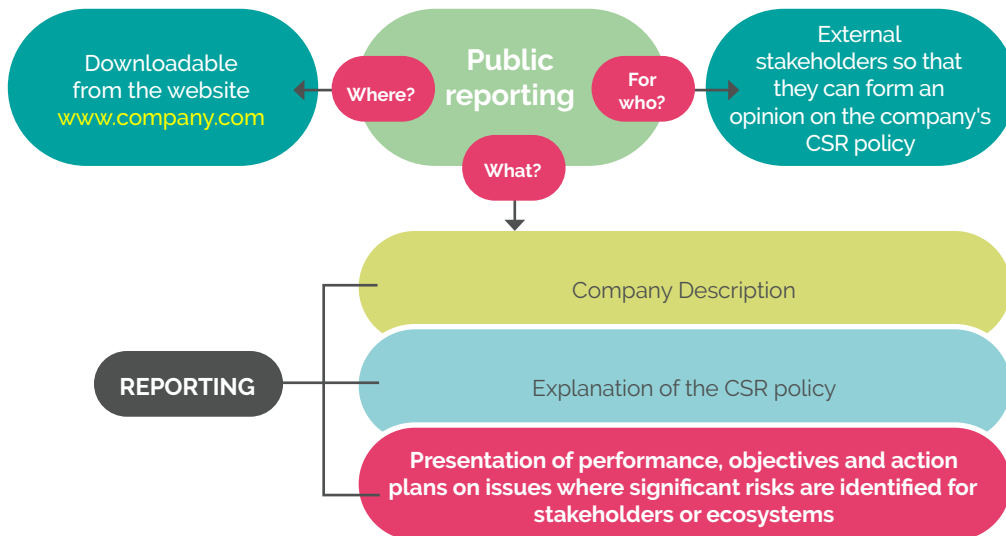 Downloadable
from the website
www.company.com
Where?
Public
reporting
For
who?
External
stakeholders so that
they can form an
opinion on the company's
CSR policy
What?
Company Description
REPORTING
Explanation of the CSR policy
Presentation of performance, objectives and action
plans on issues where significant risks are identified for
stakeholders or ecosystems